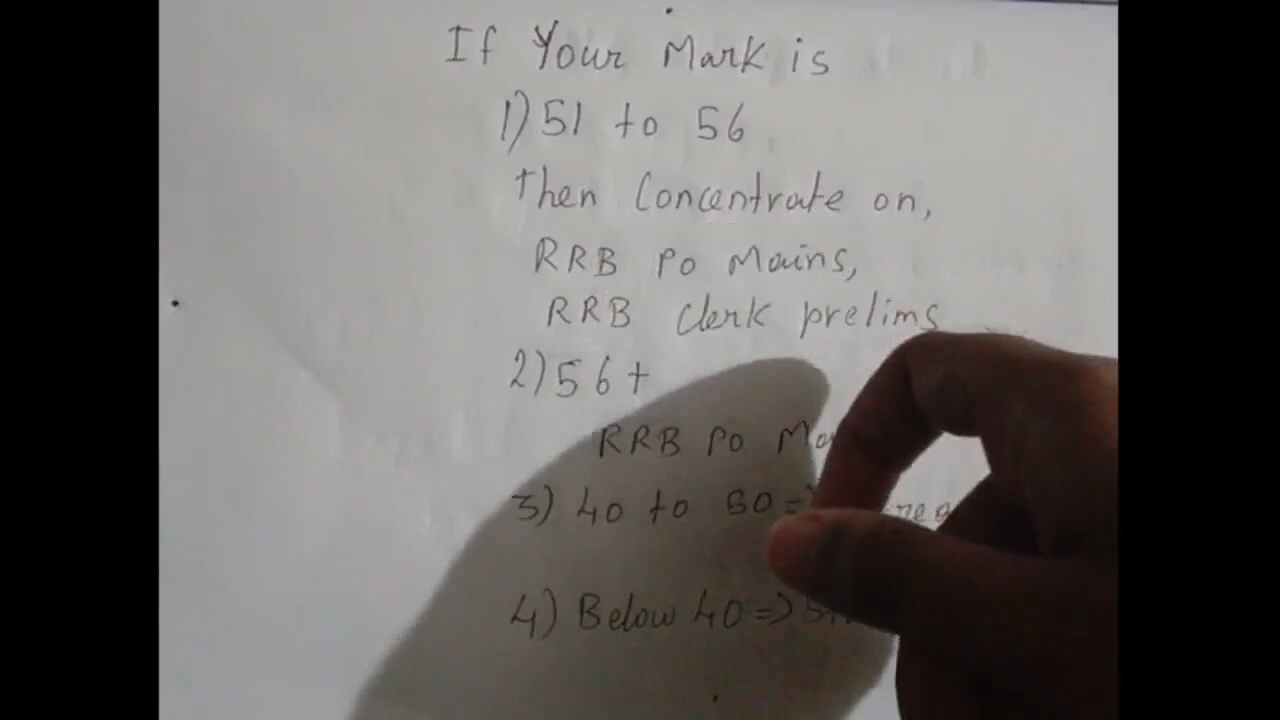 If Your Mark is
1) 51 to 56
then Concentrate on,
RRB PO Mains,
RRB Clerk prelims
2) 56+
RRB PO
3) 40 to 50 =>
4) Below 40 =>